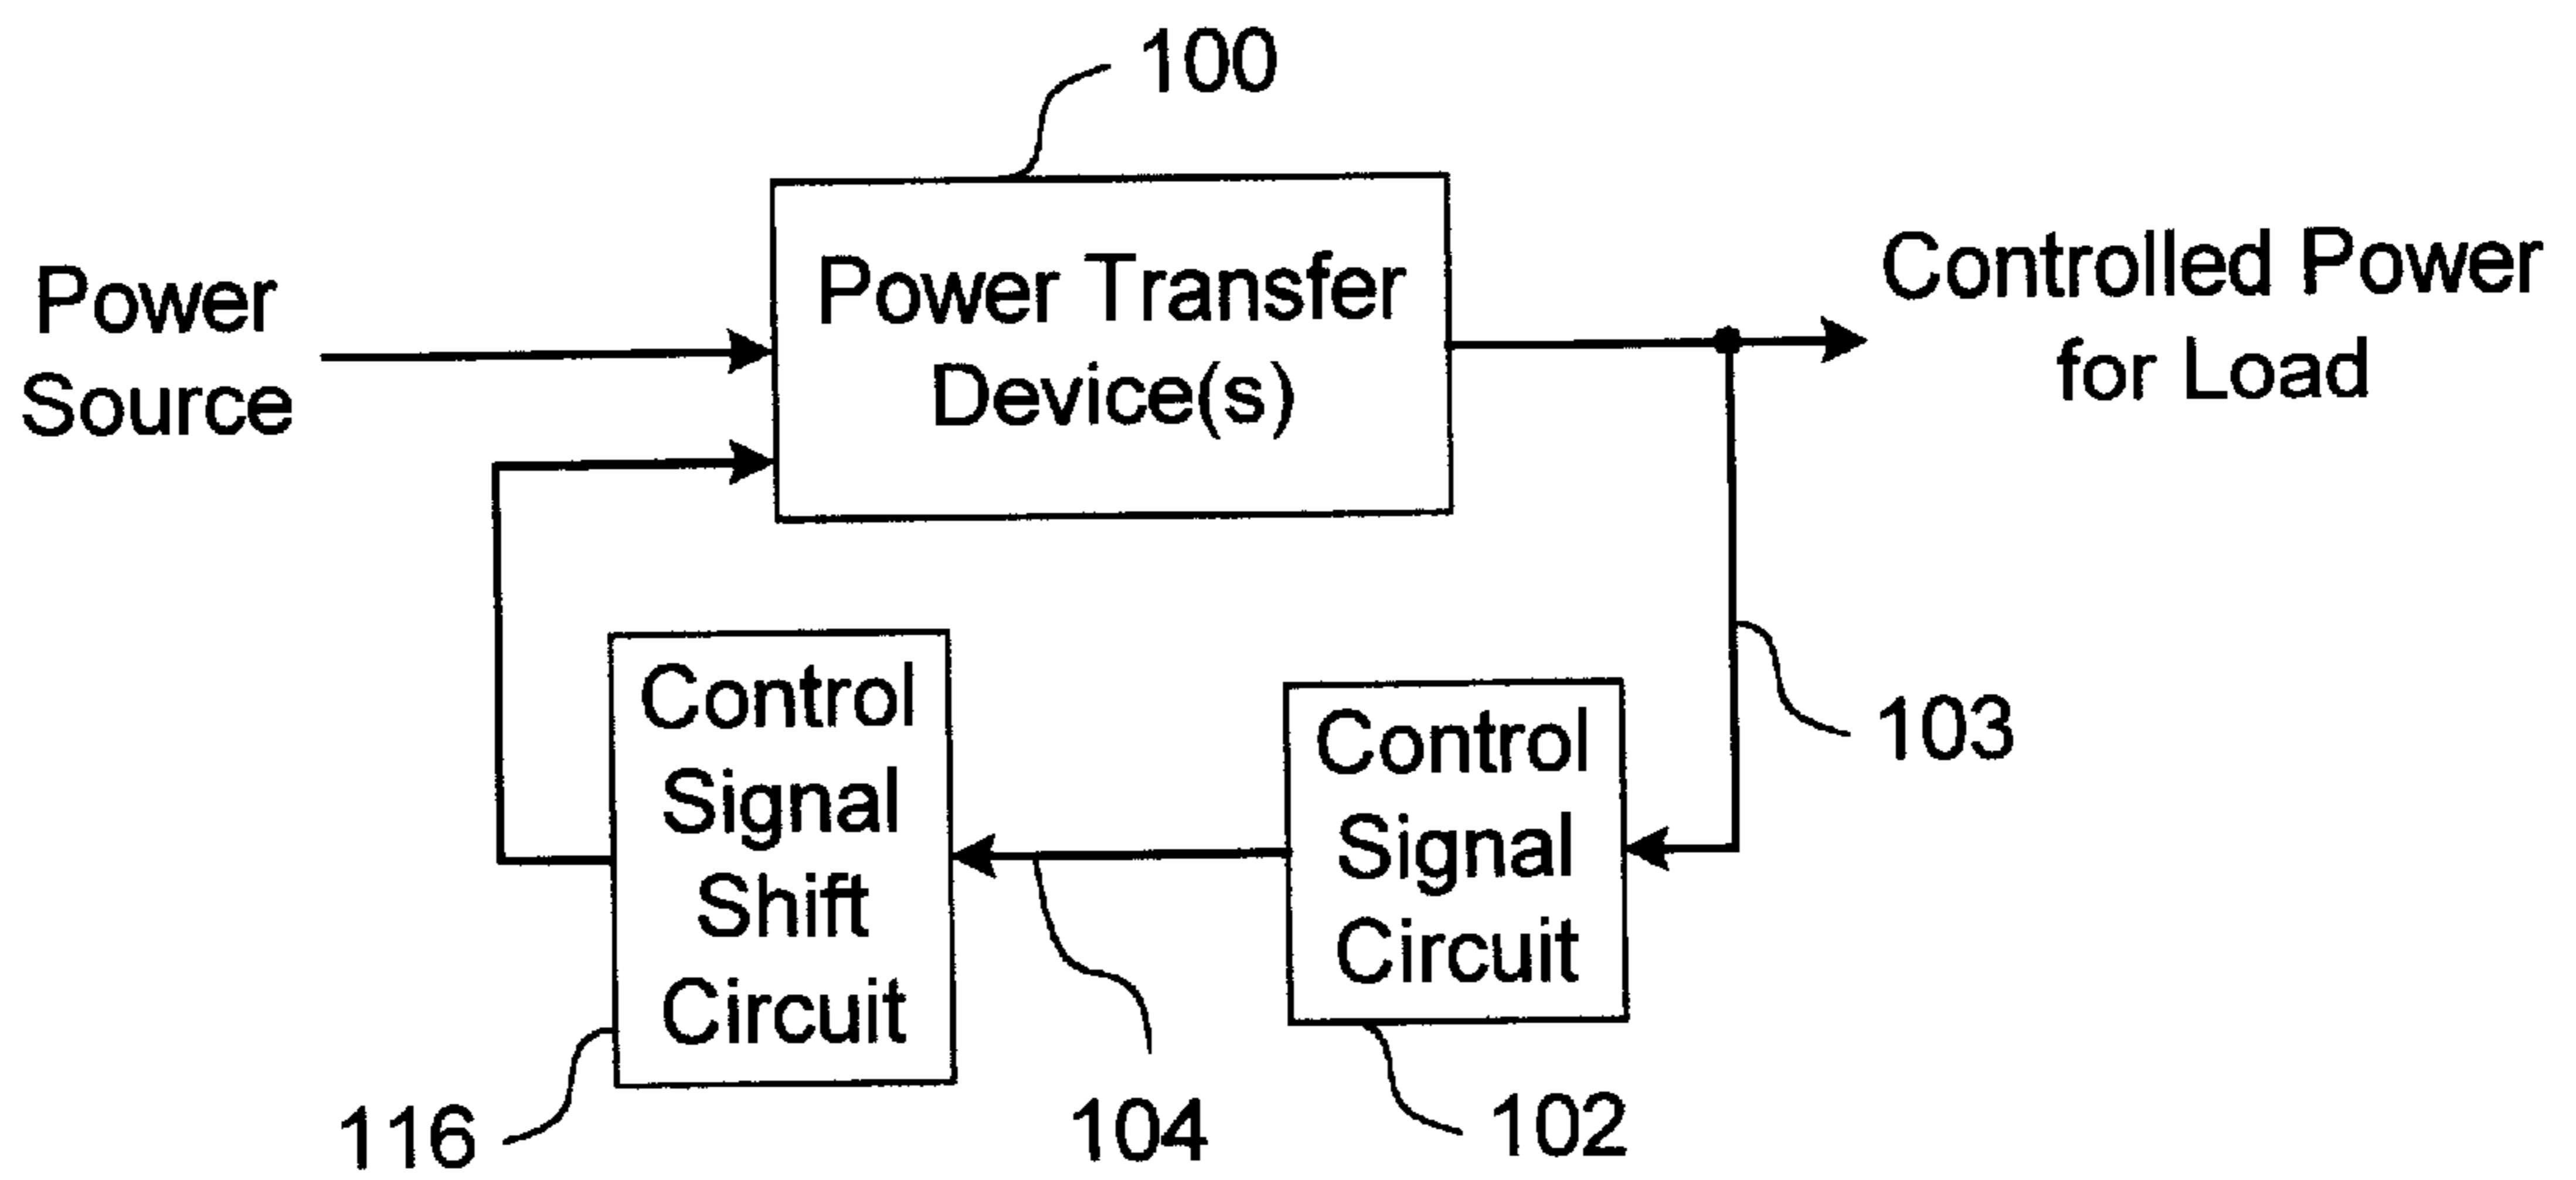 100
Power Transfer
Device(s)
Power
Source
Controlled Power
for Load
Control
Signal
Shift
Circuit
Control
Signal
Circuit
103
116
104
102